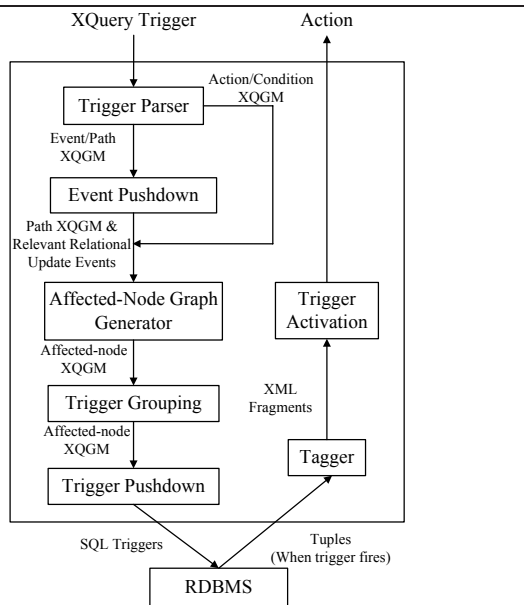 XQuery Trigger
Action
Action/Condition
XQGM
Trigger Parser
Event/Path
XQGM
Event Pushdown
Path XQGM &
Relevant Relational
Update Events
Affected-Node Graph
Generator
Trigger
Activation
Affected-node
XQGM
XML
Fragments
Trigger Grouping
Affected-node
XQGM
Tagger
Trigger Pushdown
SQL Triggers
Tuples
(When trigger fires)
RDBMS